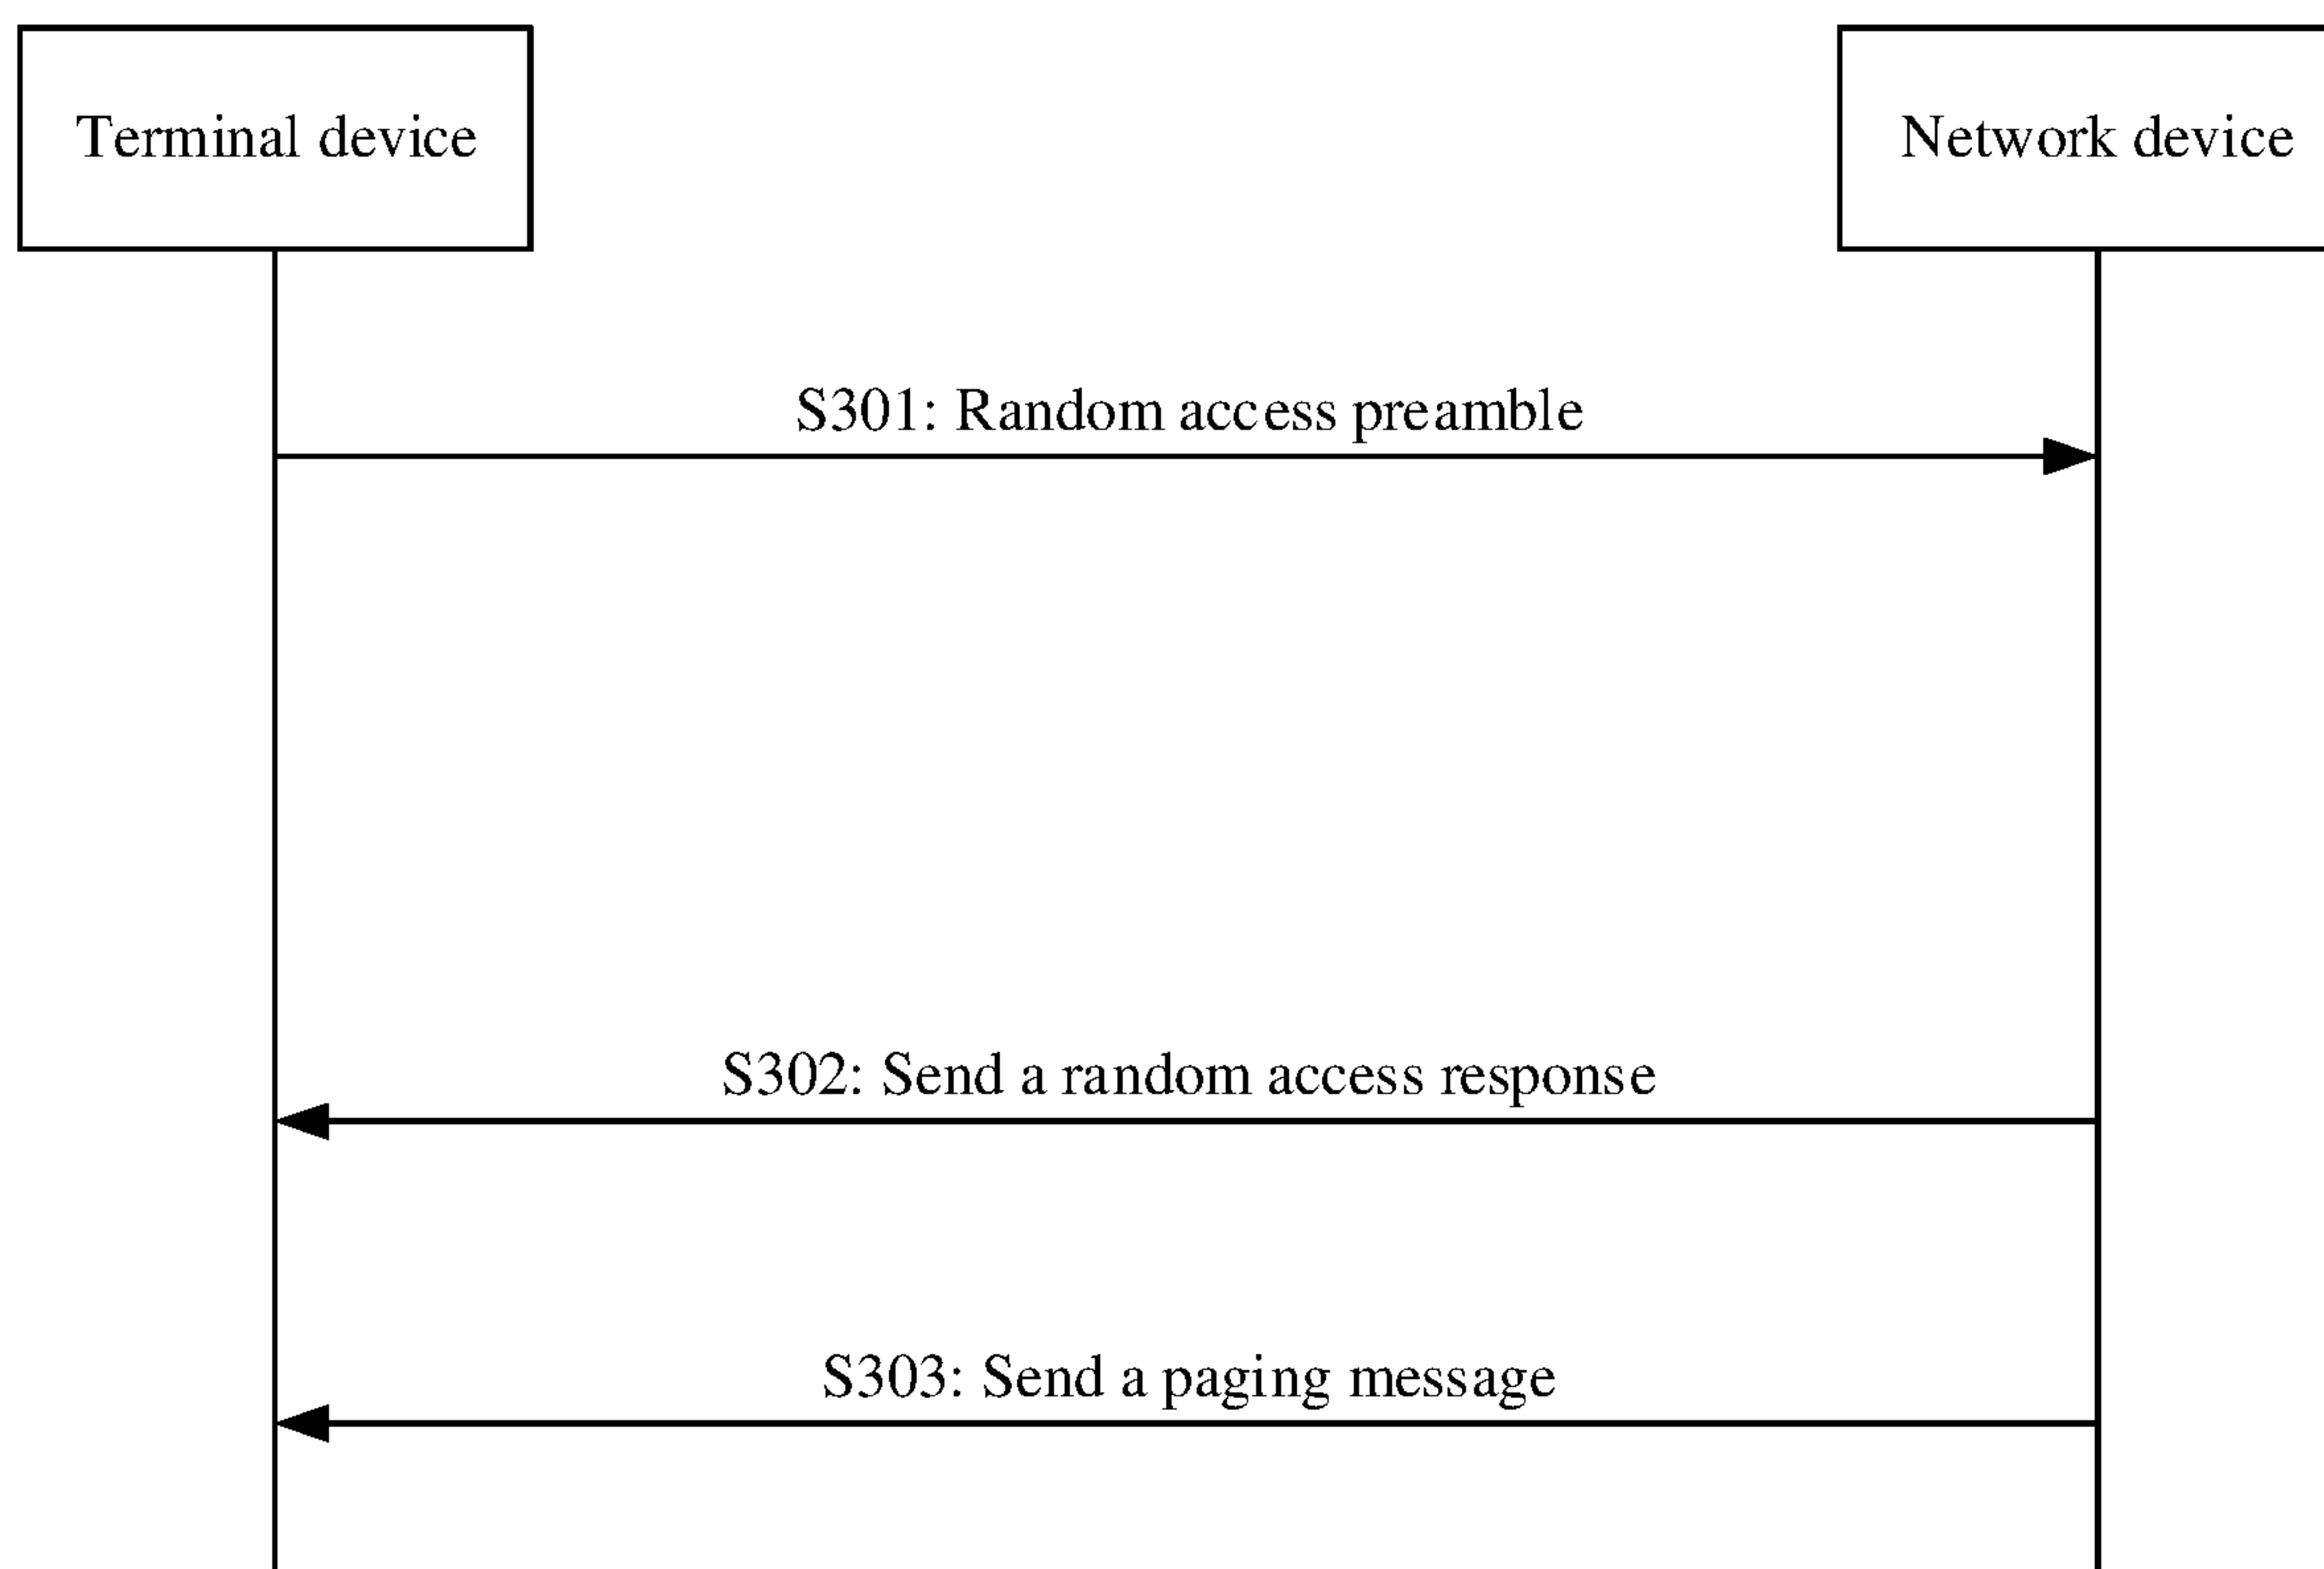 Terminal device
Network device
S301: Random access preamble
S302: Send a random access response
S303: Send a paging message